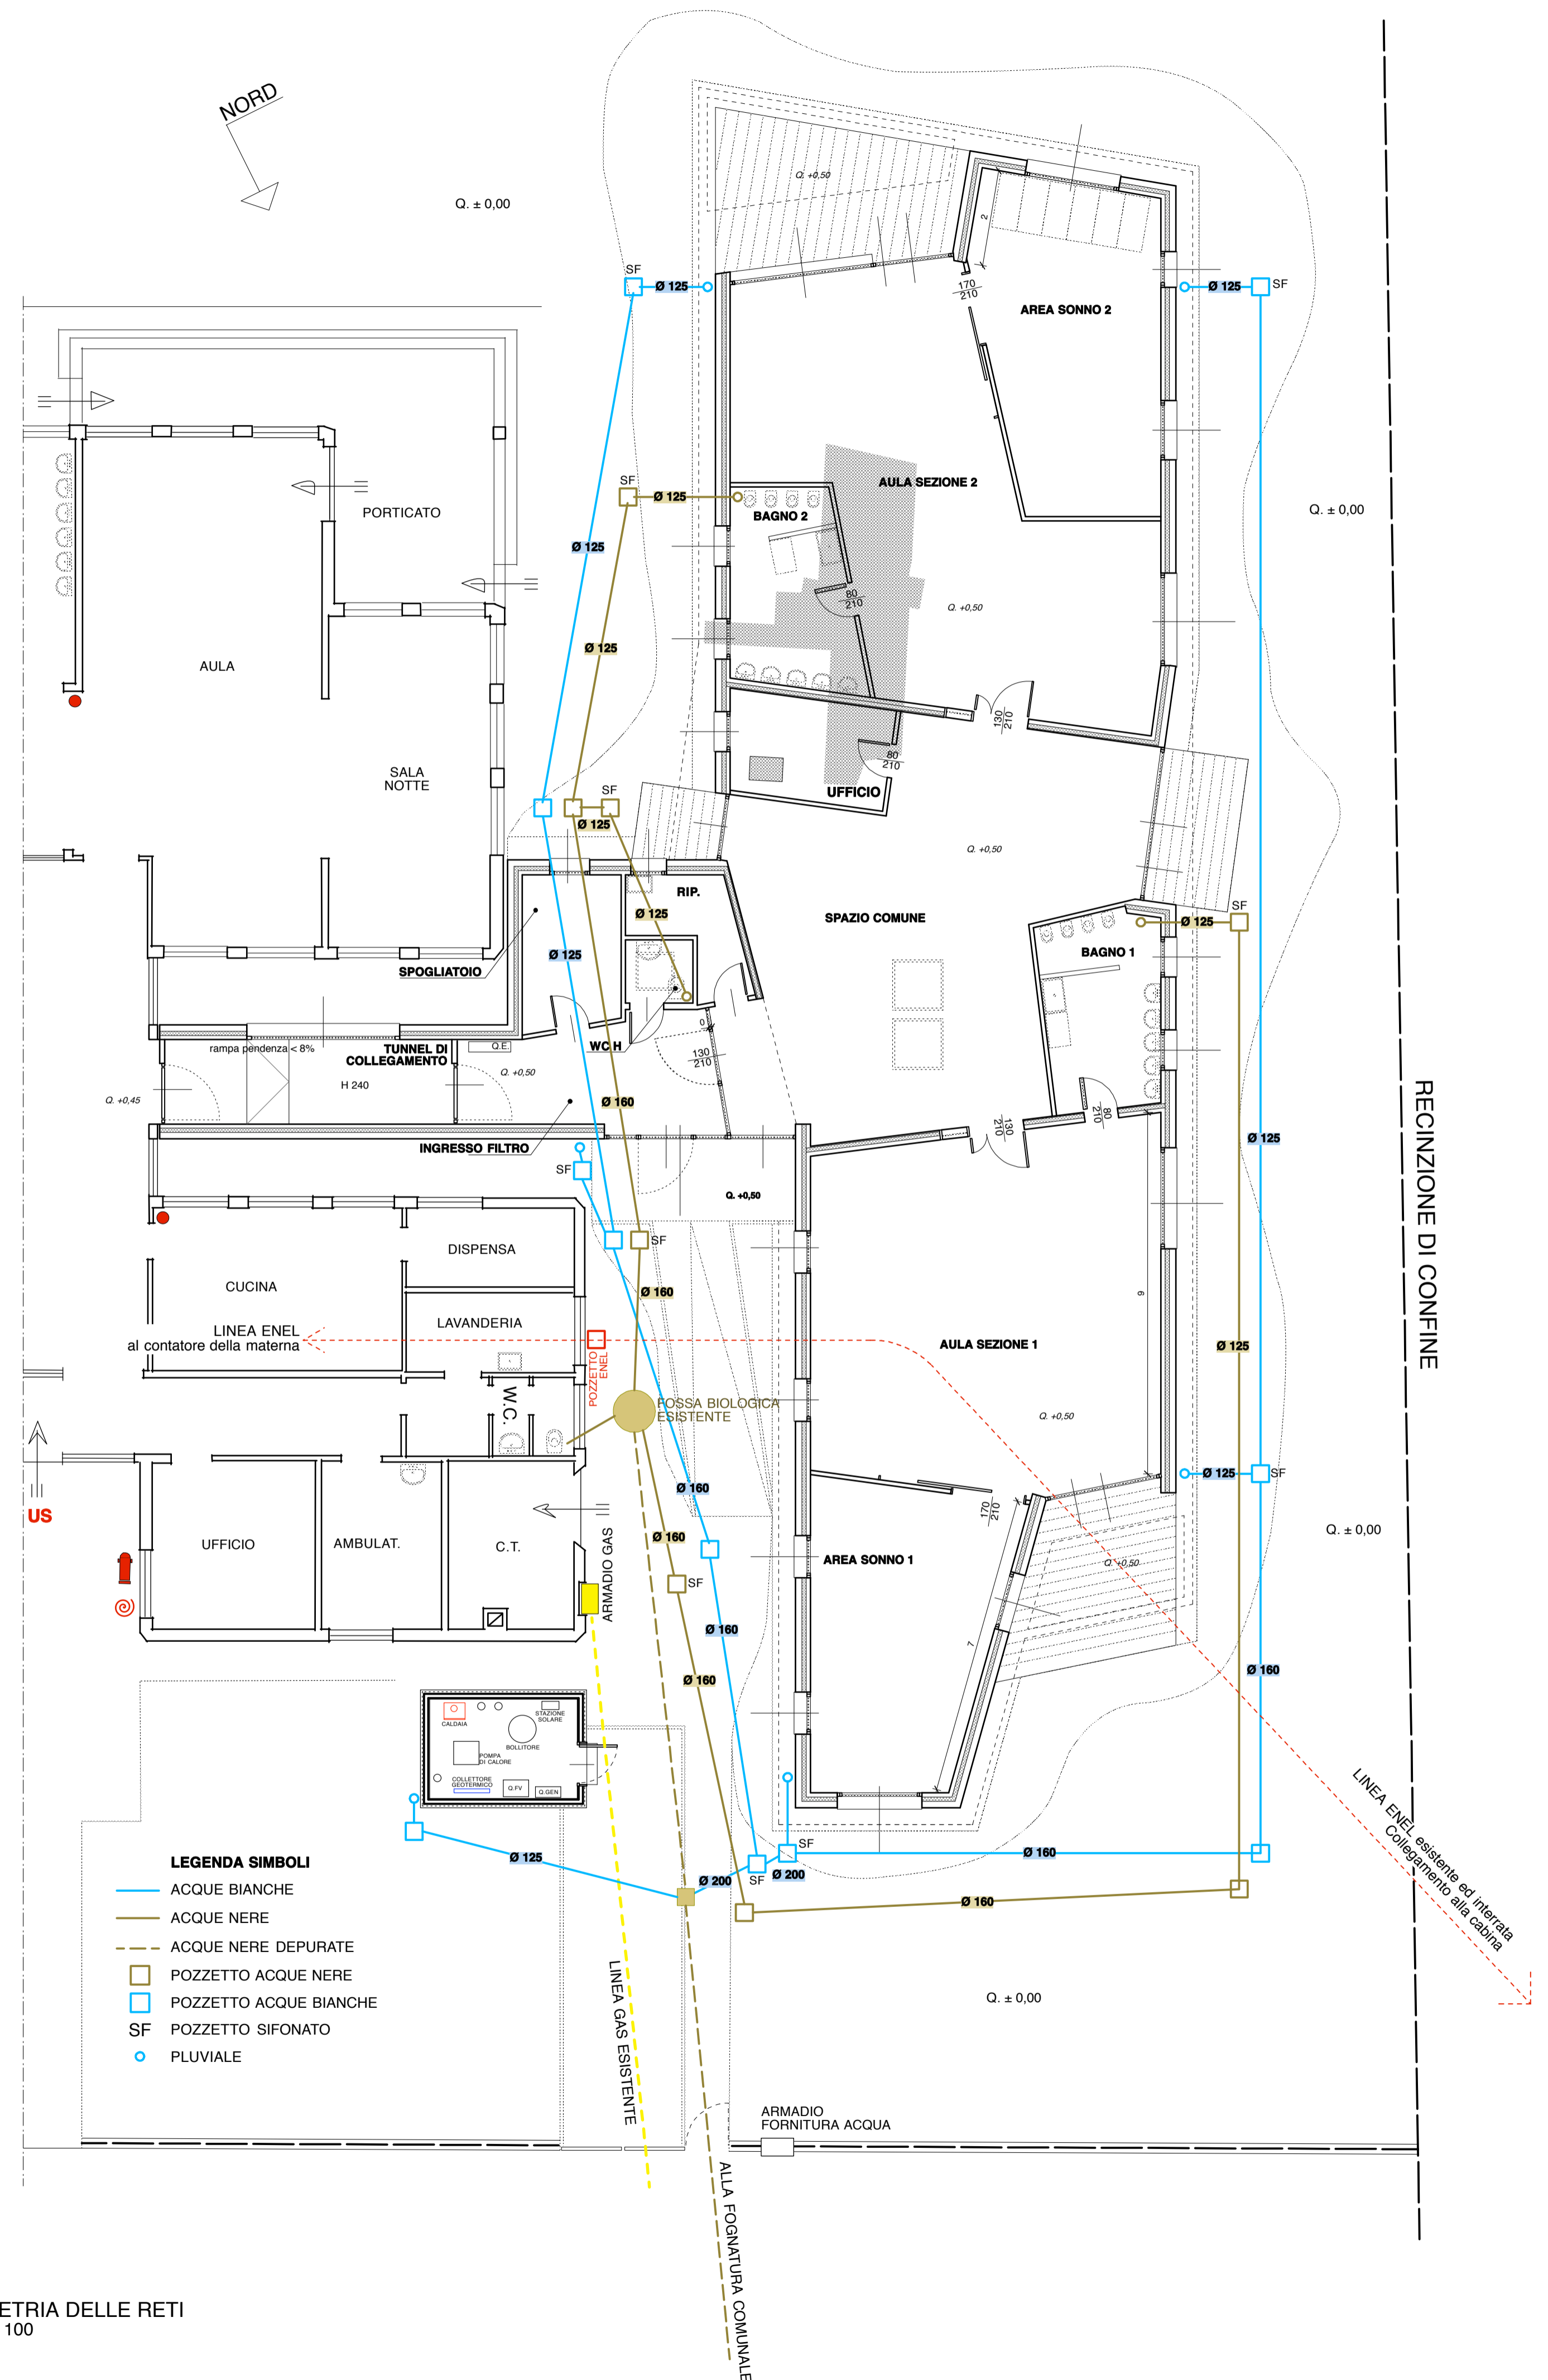 NORD
Q. ± 0,00
Q. +0,50
2
SF
Ø 125
170
210
AREA SONNO 2
Ø 125
SF
SF
Ø 125
AULA SEZIONE 2
BAGNO 2
PORTICATO
Q. ± 0,00
Ø 125
80
210
Q. +0,50
Ø 125
AULA
130
210
80
210
SALA
NOTTE
UFFICIO
SF
Ø 125
Q. +0,50
RIP.
Ø 125
SPAZIO COMUNE
SF
Ø 125
BAGNO 1
Ø 125
SPOGLIATOIO
0
Q.E.
WC H
130
210
rampa pendenza < 8%
TUNNEL DI
COLLEGAMENTO
Q. +0,50
H 240
Q. +0,45
Ø 160
80
210
130
210
Ø 125
INGRESSO FILTRO
SF
Q. +0,50
SF
DISPENSA
CUCINA
Ø 160
9
LAVANDERIA
LINEA ENEL
al contatore della materna
POZZETTO
ENEL
AULA SEZIONE 1
Ø 125
RECINZIONE DI CONFINE
W.C.
FOSSA BIOLOGICA
ESISTENTE
Q. +0,50
Ø 125
SF
Ø 160
170
210
US
UFFICIO
AMBULAT.
C.T.
ARMADIO GAS
Ø 160
AREA SONNO 1
Q. +0,50
Q. ± 0,00
SF
Ø 160
7
Ø 160
Ø 160
CALDAIA
STAZIONE
SOLARE
BOLLITORE
POMPA
DI CALORE
COLLETTORE
GEOTERMICO
Q.FV
Q.GEN
LINEA ENEL esistente ed interrata
Collegamento alla cabina
SF
Ø 125
SF
Ø 200
Ø 200
Ø 160
Ø 160
LEGENDA SIMBOLI
ACQUE BIANCHE
ACQUE NERE
ACQUE NERE DEPURATE
POZZETTO ACQUE NERE
POZZETTO ACQUE BIANCHE
SF POZZETTO SIFONATO
PLUVIALE
LINEA GAS ESISTENTE
Q. ± 0,00
ARMADIO
FORNITURA ACQUA
ALLA FOGNATURA COMUNALE
ETRIA DELLE RETI
100